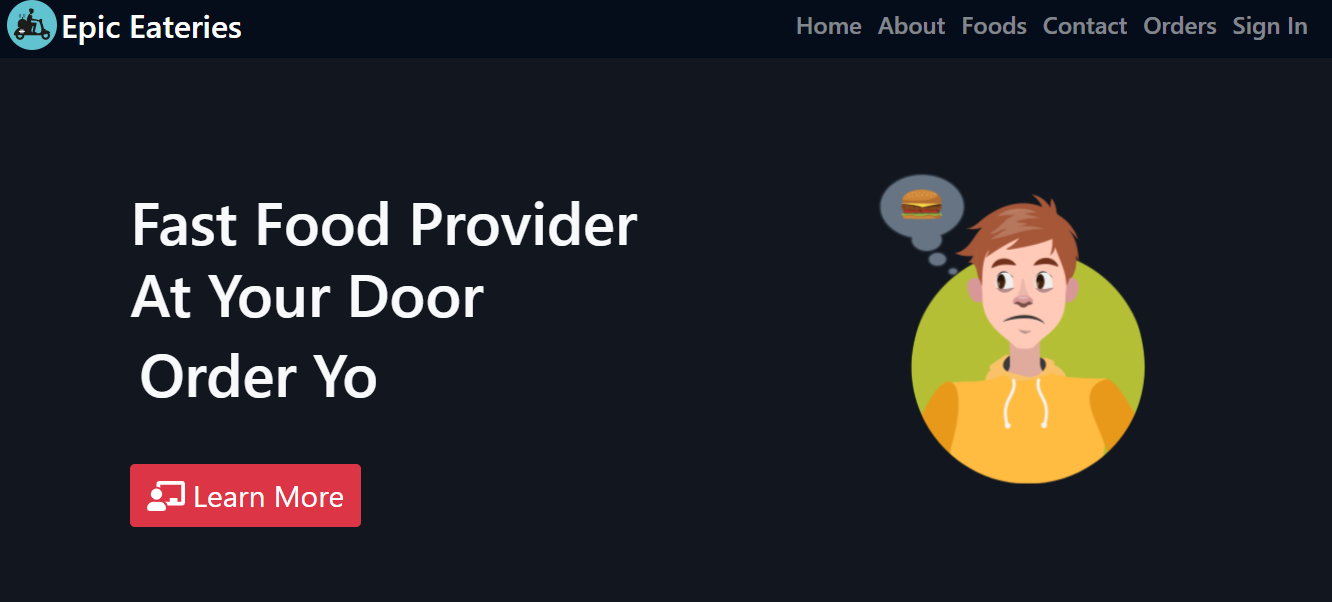 Epic Eateries
Home About Foods Contact Orders Sign In
Fast Food Provider
At Your Door
Order Yo
Learn More